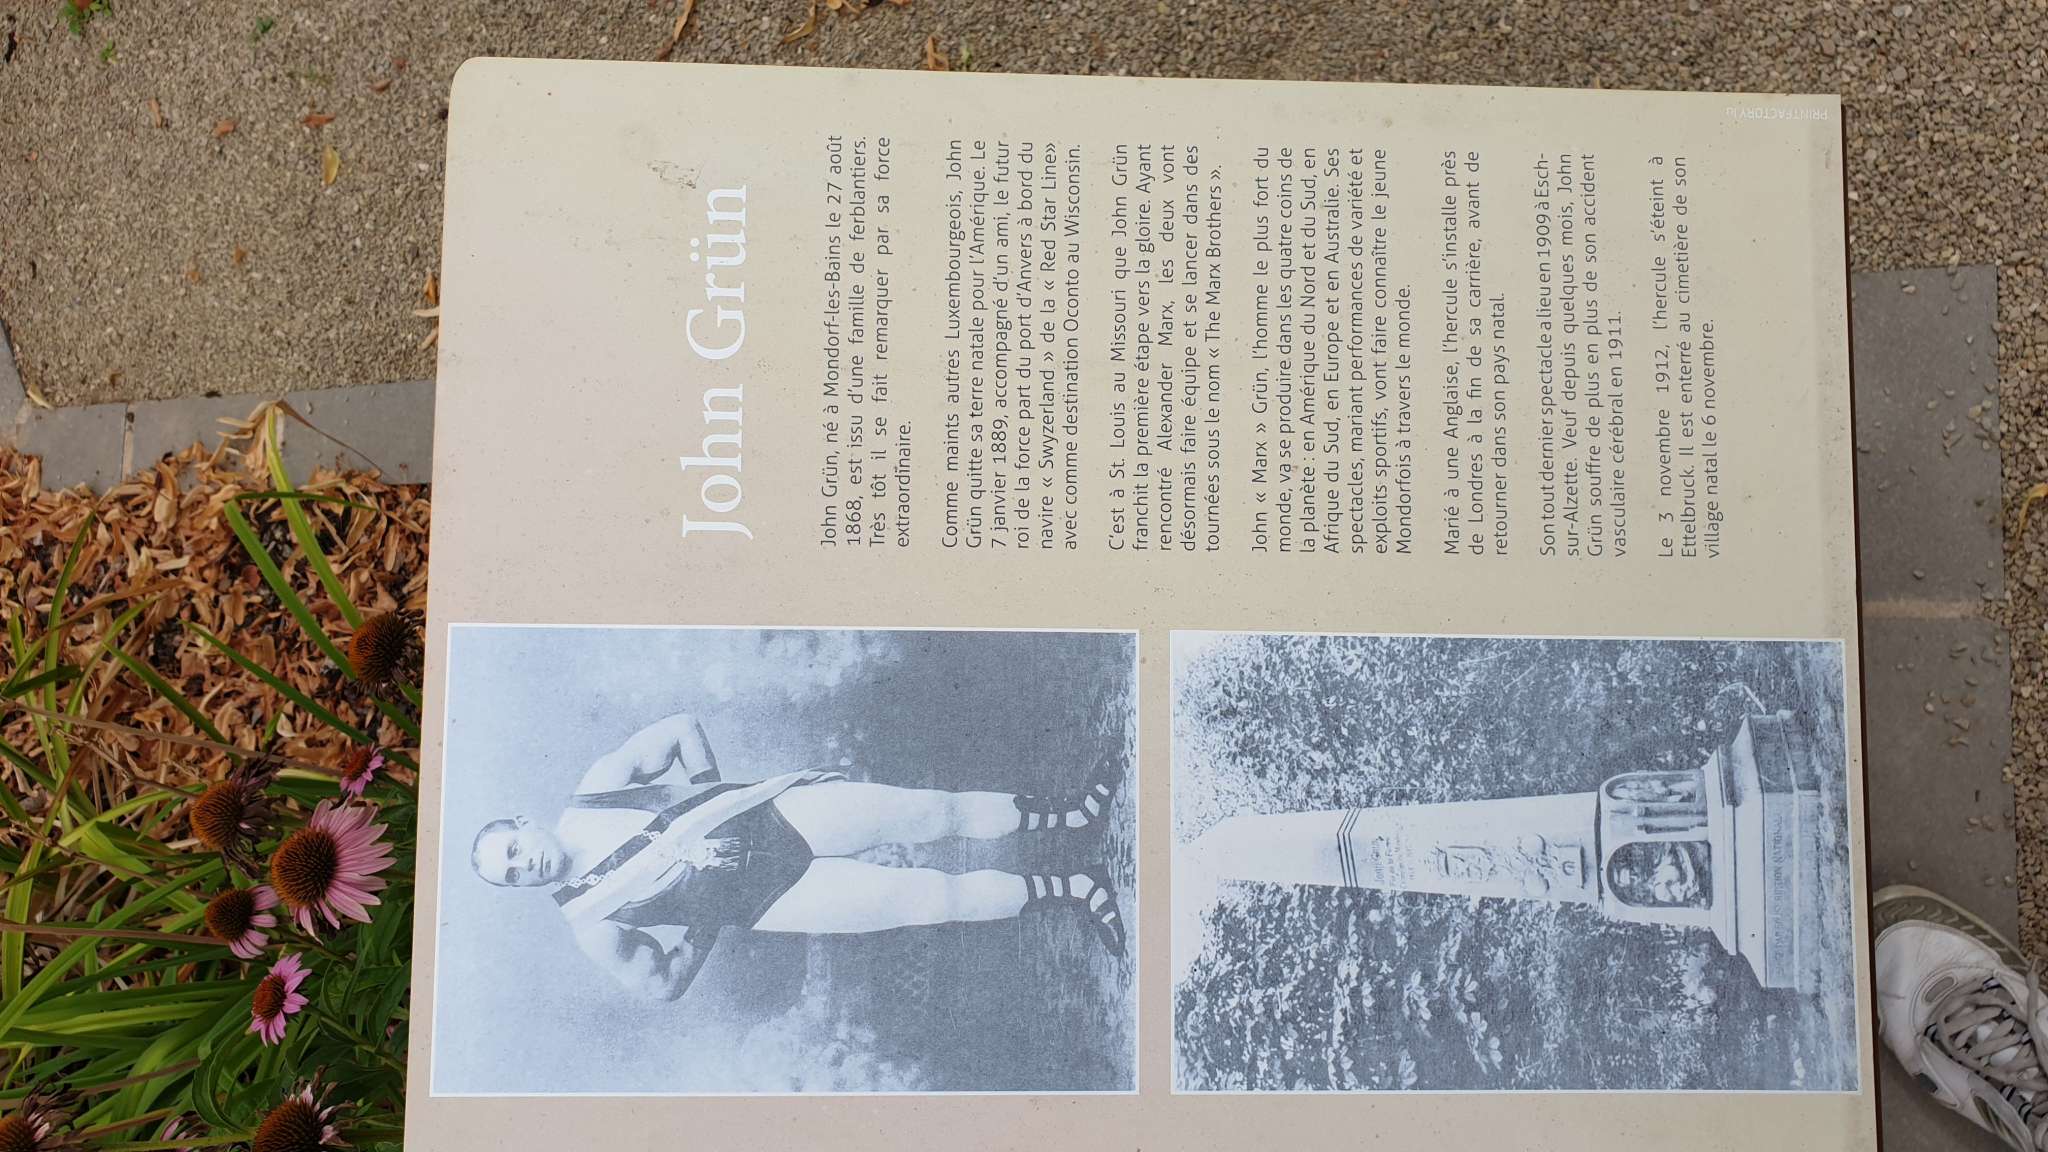 John Grün
John Grün, né à Mondorf-les-Bains le 27 août
1868, est issu d'une famille de ferblantiers.
Très tôt il se fait remarquer par sa force
extraordinaire.
Comme maints autres Luxembourgeois, John
Grün quitte sa terre natale pour l'Amérique. Le
7 janvier 1889, accompagné d'un ami, le futur
roi de la force part du port d'Anvers à bord du
navire « Swyzerland » de la « Red Star Line»
avec comme destination Oconto au Wisconsin.
C'est à St. Louis au Missouri que John Grün
franchit la première étape vers la gloire. Ayant
rencontré Alexander Marx, les deux vont
désormais faire équipe et se lancer dans des
tournées sous le nom « The Marx Brothers ».
John « Marx » Grün, l'homme le plus fort du
monde, va se produire dans les quatre coins de
la planète : en Amérique du Nord et du Sud, en
Afrique du Sud, en Europe et en Australie. Ses
spectacles, mariant performances de variété et
exploits sportifs, vont faire connaître le jeune
Mondorfois à travers le monde.
Marié à une Anglaise, l'hercule s'installe près
de Londres à la fin de sa carrière, avant de
retourner dans son pays natal.
Son tout dernier spectacle a lieu en 1909 à Esch-
sur-Alzette. Veuf depuis quelques mois, John
Grün souffre de plus en plus de son accident
vasculaire cérébral en 1911.
Le 3 novembre 1912, l'hercule s'éteint à
Ettelbruck. Il est enterré au cimetière de son
village natal le 6 novembre.
PRINTFACTORY.lu
John Grün
SOUSCRIPTION NATIONALE